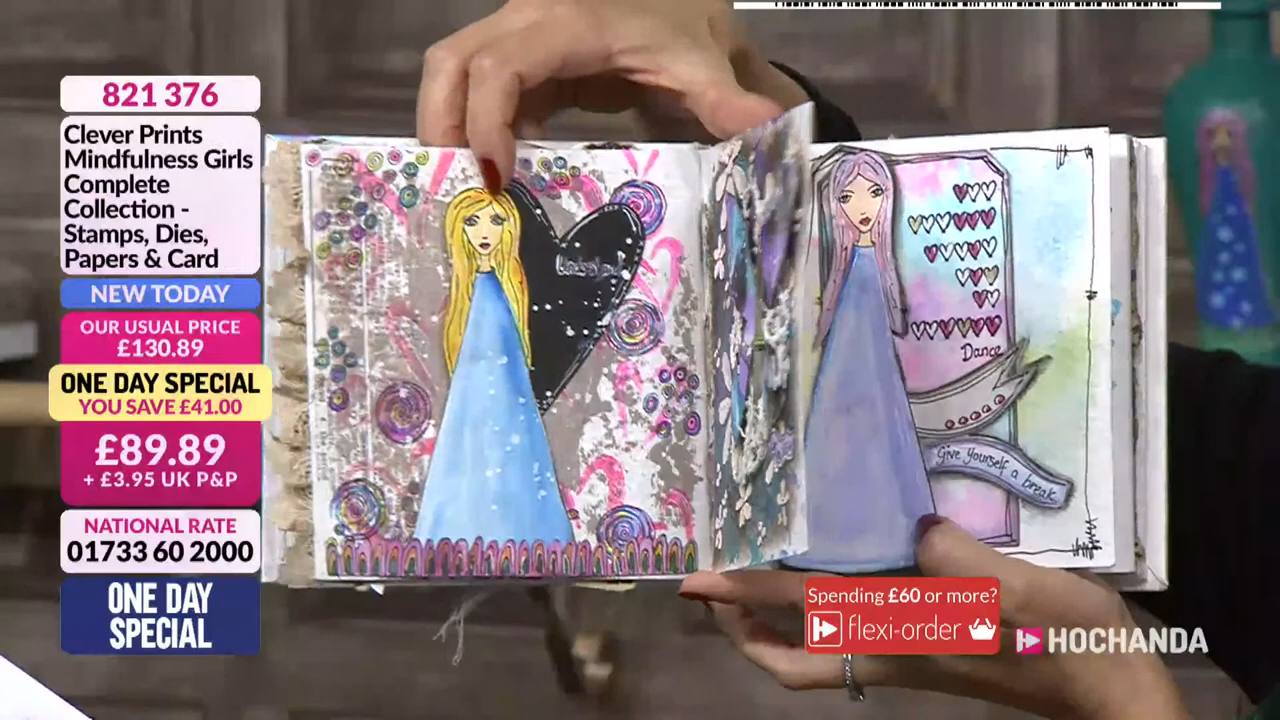 821 376
Clever Prints
Mindfulness Girls
Complete
Collection -
Stamps, Dies,
Papers & Card
NEW TODAY
OUR USUAL PRICE
£130.89
ONE DAY SPECIAL
YOU SAVE £41.00
£89.89
+ £3.95 UK P&P
NATIONAL RATE
01733 60 2000
ONE DAY
SPECIAL
Dance
Give yourself a break
Spending £60 or more?
flexi-order
HOCHANDA